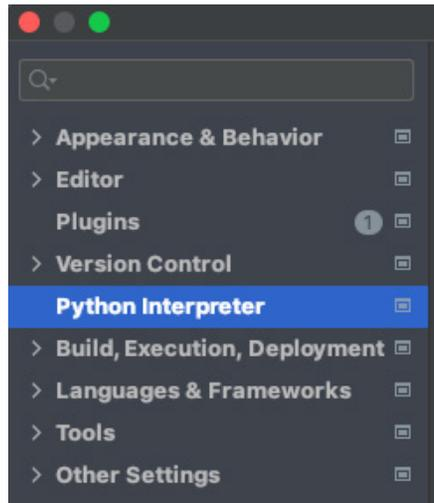 Appearance & Behavior
Editor
Plugins 1
Version Control
Python Interpreter
Build, Execution, Deployment
Languages & Frameworks
Tools
Other Settings